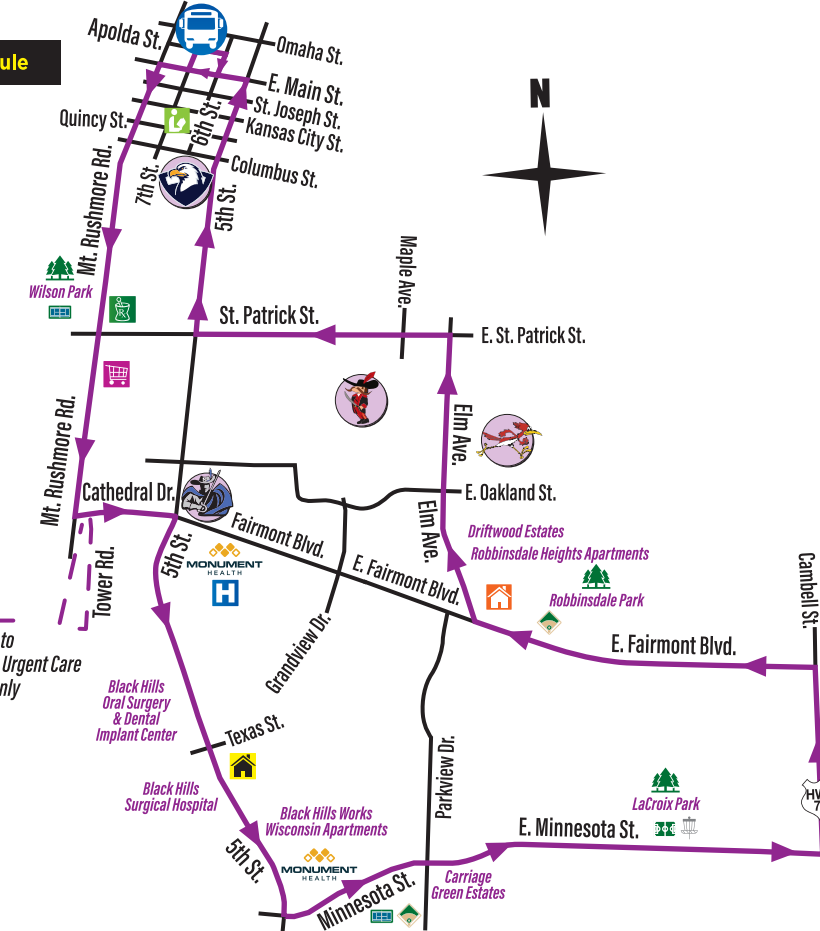 Apolda St.
Omaha St.
ule
E. Main St.
N
St. Joseph St.
6th St.
Kansas City St.
Quincy St.
Columbus St.
7th St.
Mt. Rushmore Rd.
5th St.
Maple Ave.
Wilson Park
St. Patrick St.
E. St. Patrick St.
Mt. Rushmore Rd.
Elm Ave.
Cathedral Dr.
E. Oakland St.
Elm Ave.
Fairmont Blvd.
Driftwood Estates
Robbinsdale Heights Apartments
5th St.
MONUMENT
HEALTH
H
E. Fairmont Blvd.
Tower Rd.
Cambell St.
Robbinsdale Park
to
Urgent Care
nly
Grandview Dr.
E. Fairmont Blvd.
Black Hills
Oral Surgery
& Dental
Implant Center
Texas St.
Parkview Dr.
Black Hills
Surgical Hospital
HW
7
LaCroix Park
Black Hills Works
Wisconsin Apartments
E. Minnesota St.
5th St.
MONUMENT
HEALTH
Minnesota St.
Carriage
Green Estates